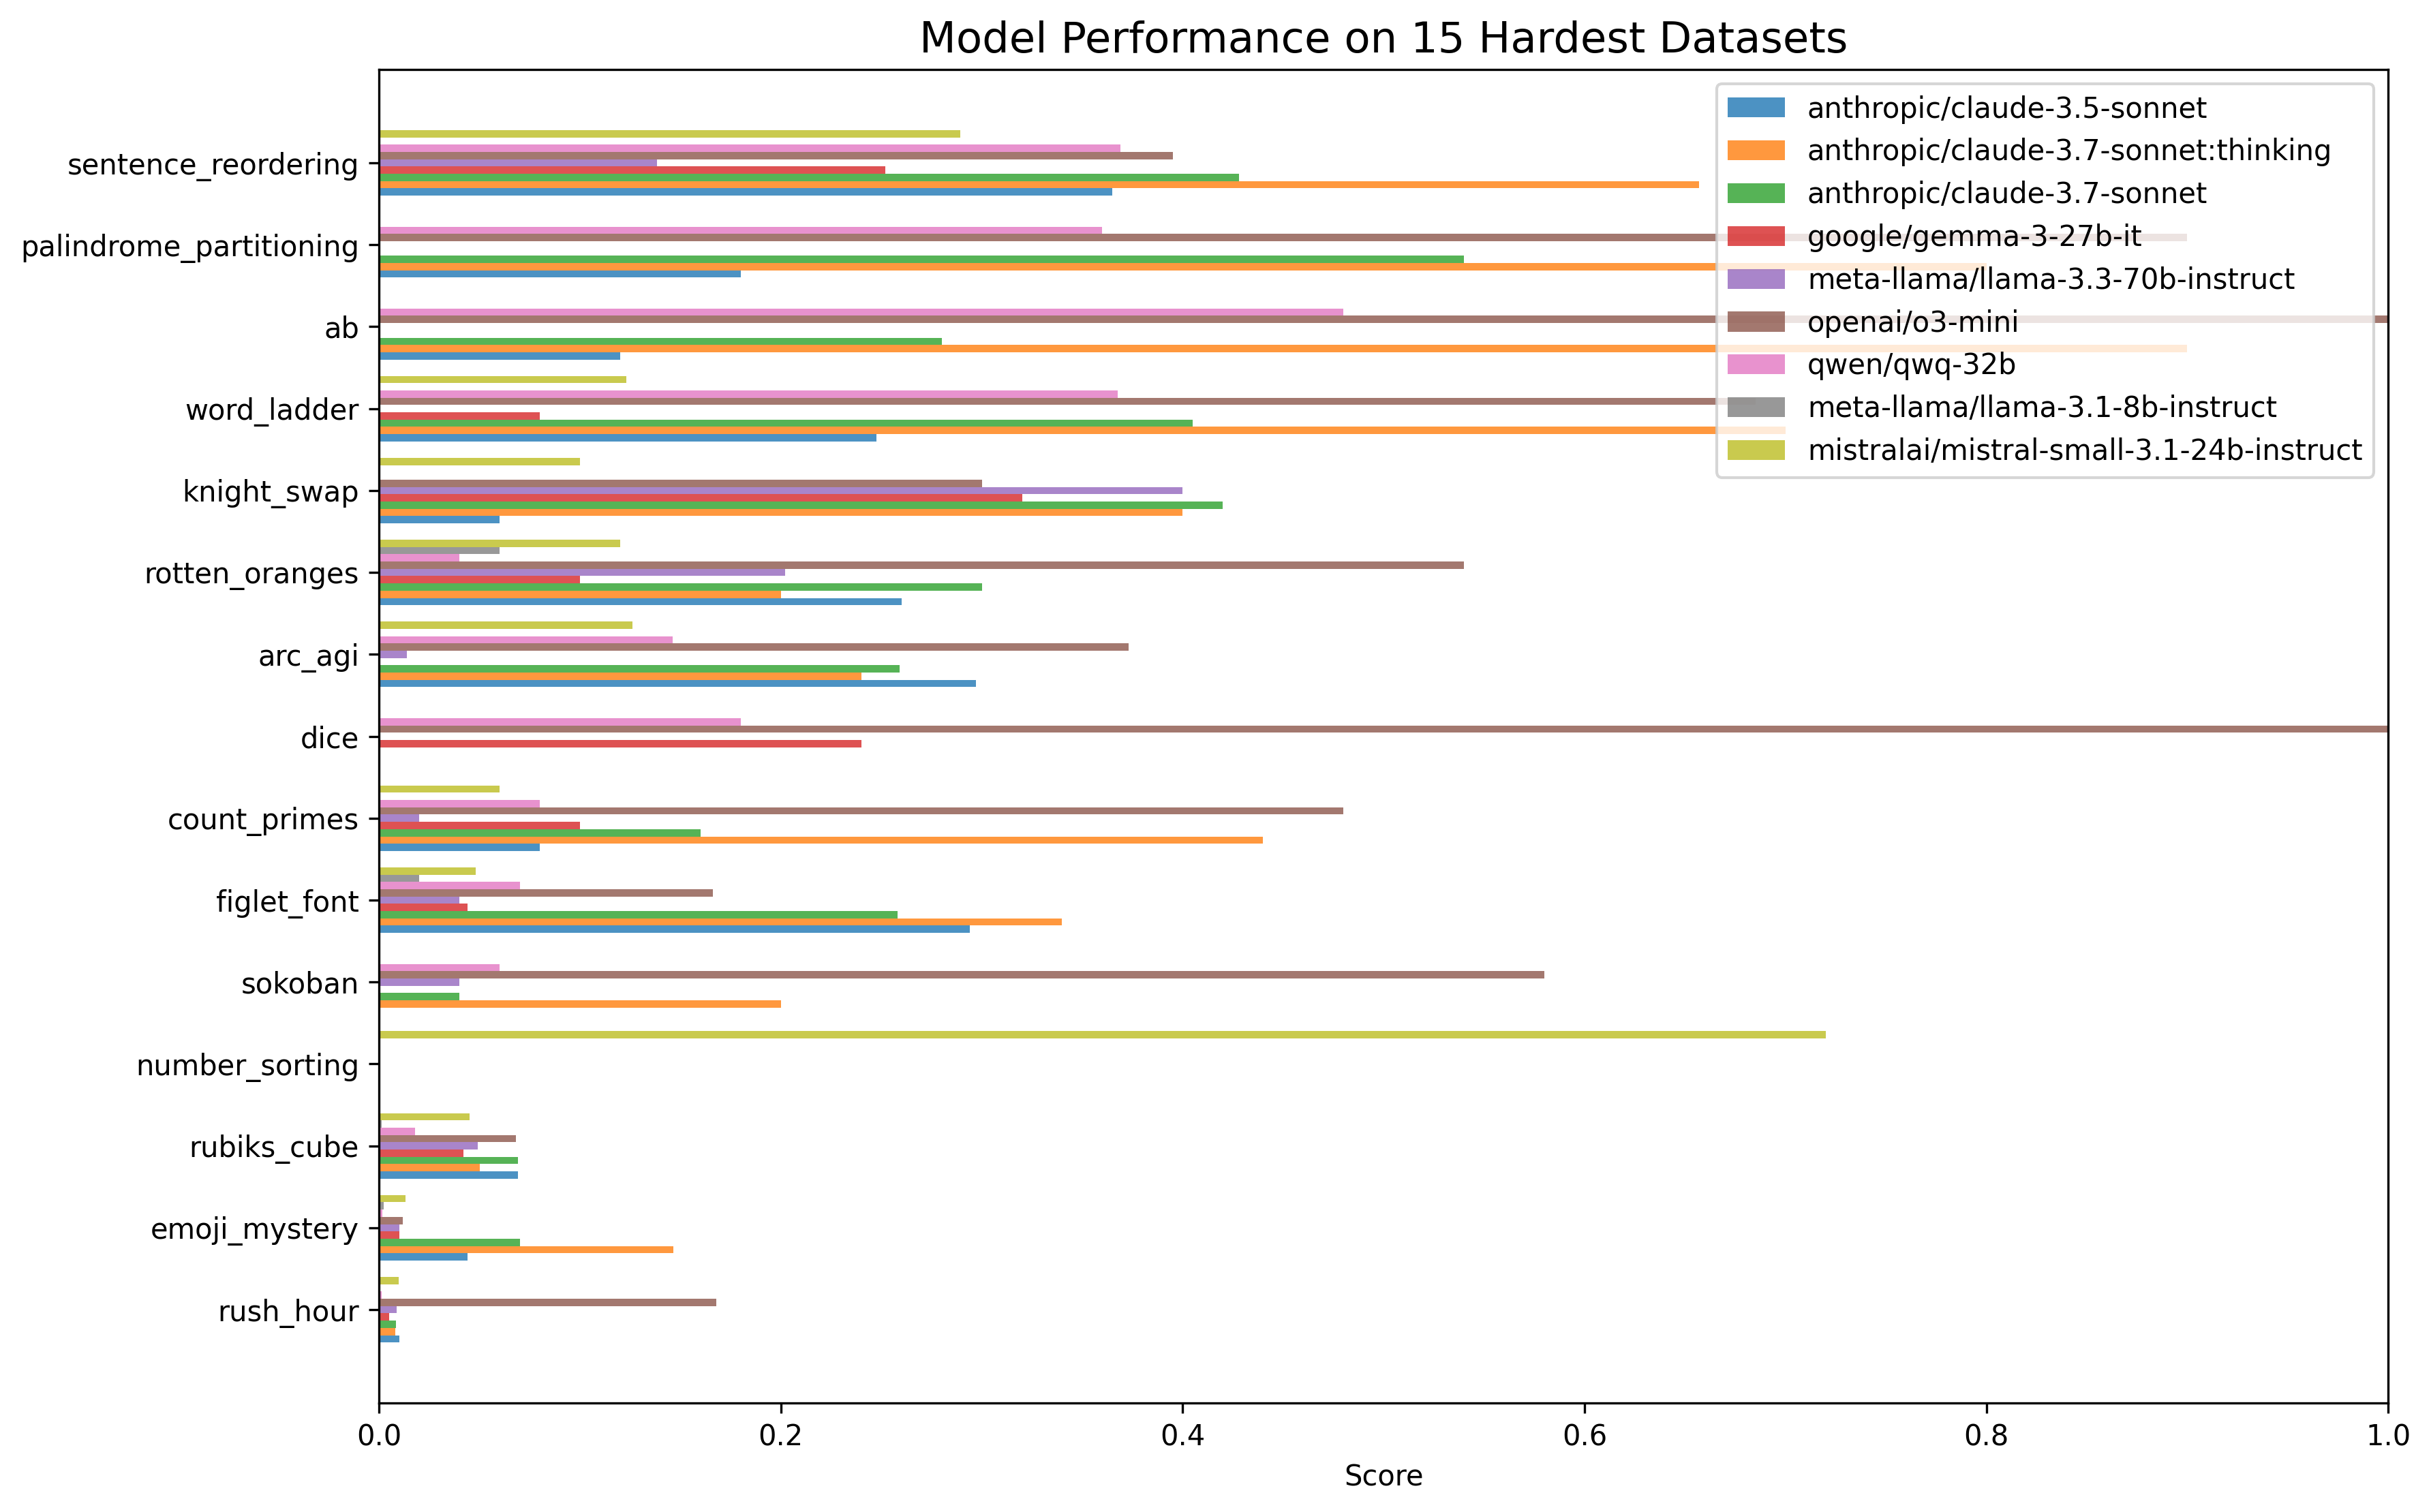 Model Performance on 15 Hardest Datasets
anthropic/claude-3.5-sonnet
anthropic/claude-3.7-sonnet:thinking
anthropic/claude-3.7-sonnet
google/gemma-3-27b-it
meta-llama/llama-3.3-70b-instruct
openai/o3-mini
qwen/qwq-32b
meta-llama/llama-3.1-8b-instruct
mistralai/mistral-small-3.1-24b-instruct
sentence_reordering
palindrome_partitioning
ab
word_ladder
knight_swap
rotten_oranges
arc_agi
dice
count_primes
figlet_font
sokoban
number_sorting
rubiks_cube
emoji_mystery
rush_hour
0.0 0.2 0.4 0.6 0.8 1.0
Score